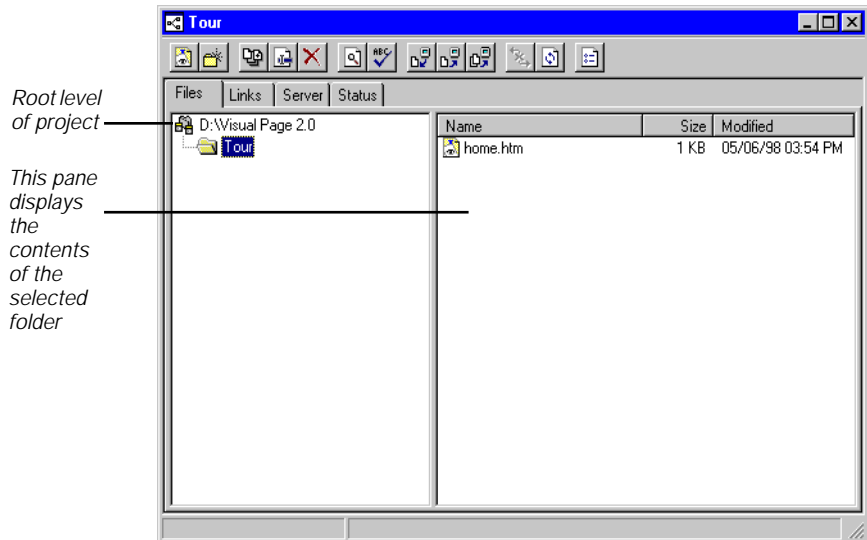 Tour
ABC
Files Links Server Status
Root level
of project
D:\Visual Page 2.0
Tour
Name Size Modified
home.htm 1 KB 05/06/98 03:54 PM
This pane
displays
the
contents
of the
selected
folder